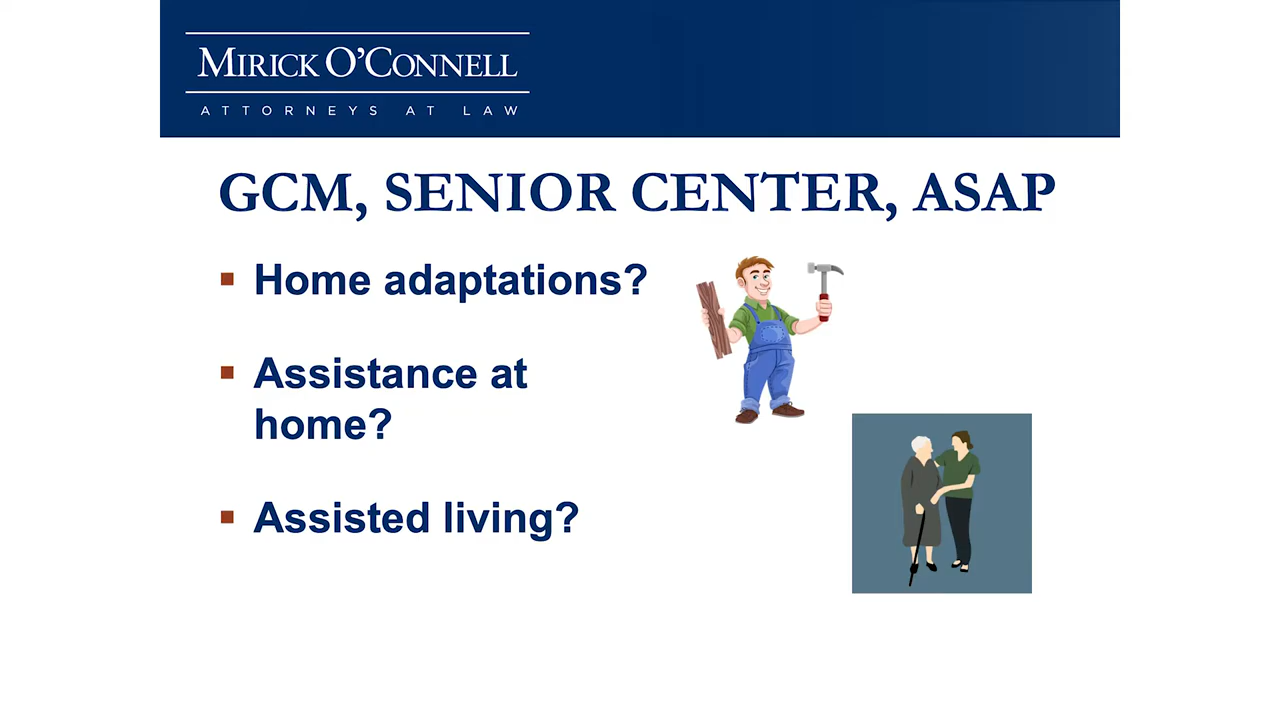 MIRICK O'CONNELL
ATTORNEYS AT LAW
GCM, SENIOR CENTER, ASAP
▪ Home adaptations?
▪ Assistance at
home?
▪ Assisted living?